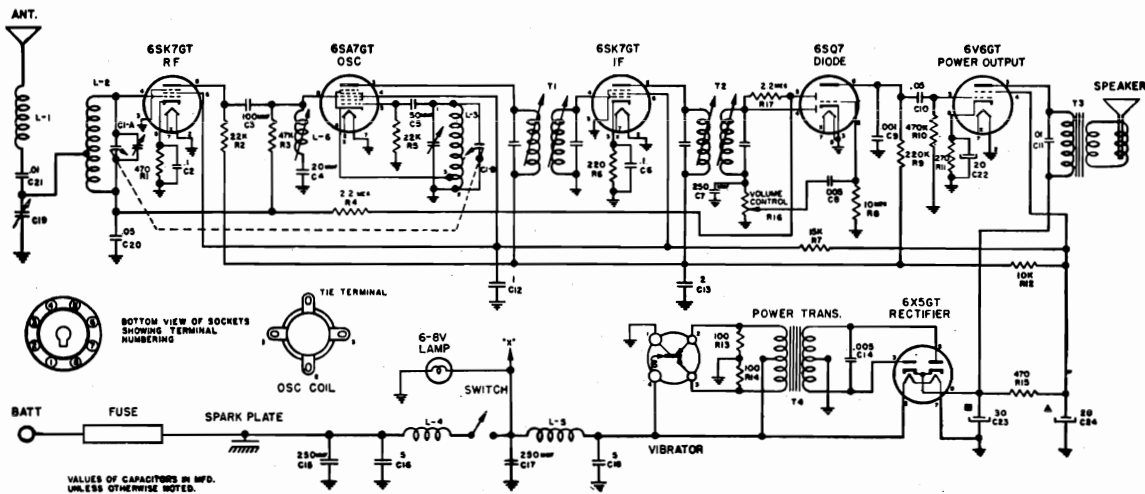 ANT.
6SK7GT
RF
6SA7GT
OSC
6SK7GT
IF
6SQ7
DIODE
6V6GT
POWER OUTPUT
SPEAKER
L-1
L-2
C1-A
.01
C21
C19
.05
C20
470
R1
.1
C2
22K
R2
100MMF
C3
47K
R3
L-6
20MMF
C4
2.2 MEG
R4
50MMF
C5
22K
R5
L-3
C1-B
T1
220
R6
.1
C6
T2
2.2 MEG
R17
250 MMF
C7
VOLUME
CONTROL
R16
.005
C8
10 MEG
R8
.001
C9
220K
R9
.05
C10
470K
R10
270
R11
20
C22
.01
C11
T3
15K
R7
10K
R12
.1
C12
.2
C13
BOTTOM VIEW OF SOCKETS
SHOWING TERMINAL
NUMBERING
TIE TERMINAL
OSC COIL
6-8V
LAMP
"X"
SWITCH
POWER TRANS.
6X5GT
RECTIFIER
100
R13
100
R14
T4
.005
C14
470
R15
30
C23
20
C24
VIBRATOR
BATT
FUSE
SPARK PLATE
250MMF
C15
.5
C16
L-4
250MMF
C17
L-5
.5
C18
VALUES OF CAPACITORS IN MFD.
UNLESS OTHERWISE NOTED.